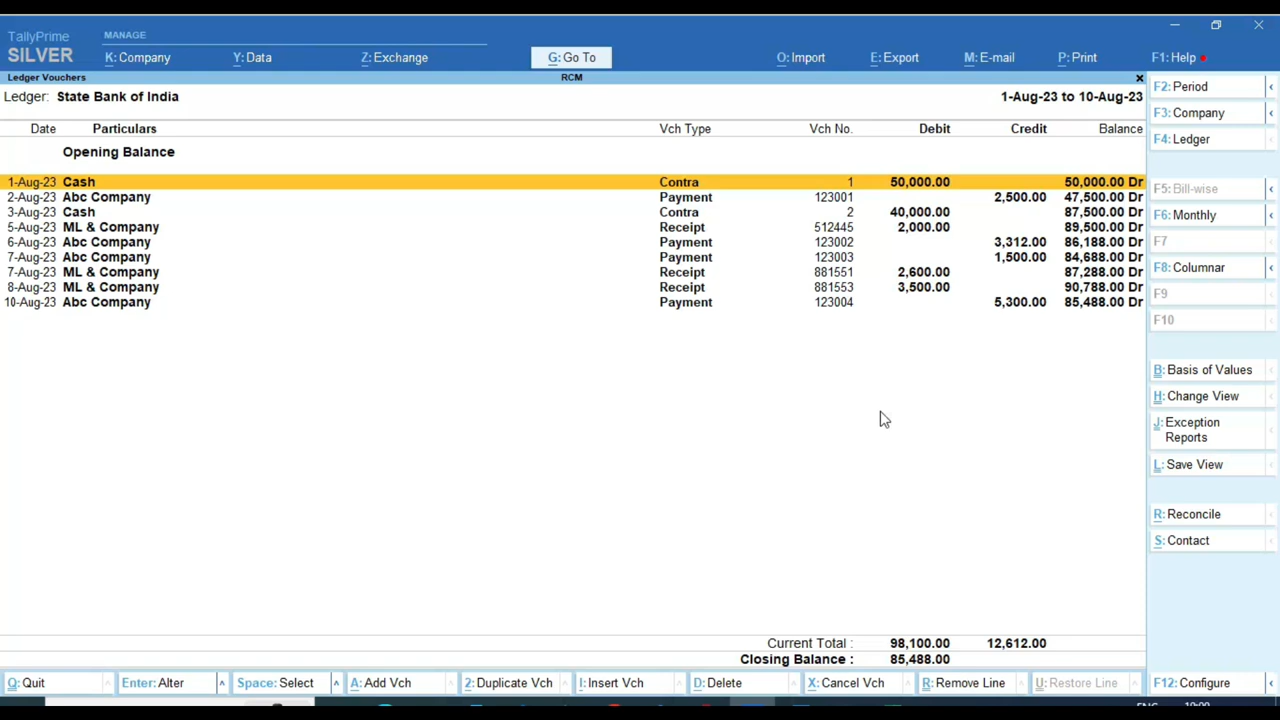 TallyPrime MANAGE
SILVER K: Company Y: Data Z: Exchange G: Go To O: Import E: Export M: E-mail P: Print F1: Help
Ledger Vouchers RCM x
Ledger: State Bank of India 1-Aug-23 to 10-Aug-23
Date Particulars Vch Type Vch No. Debit Credit Balance
Opening Balance
1-Aug-23 Cash Contra 1 50,000.00 50,000.00 Dr
2-Aug-23 Abc Company Payment 123001 2,500.00 47,500.00 Dr
3-Aug-23 Cash Contra 2 40,000.00 87,500.00 Dr
5-Aug-23 ML & Company Receipt 512445 2,000.00 89,500.00 Dr
6-Aug-23 Abc Company Payment 123002 3,312.00 86,188.00 Dr
7-Aug-23 Abc Company Payment 123003 1,500.00 84,688.00 Dr
7-Aug-23 ML & Company Receipt 881551 2,600.00 87,288.00 Dr
8-Aug-23 ML & Company Receipt 881553 3,500.00 90,788.00 Dr
10-Aug-23 Abc Company Payment 123004 5,300.00 85,488.00 Dr
Current Total : 98,100.00 12,612.00
Closing Balance : 85,488.00
F2: Period
F3: Company
F4: Ledger
F5: Bill-wise
F6: Monthly
F7
F8: Columnar
F9
F10
B: Basis of Values
H: Change View
J: Exception
Reports
L: Save View
R: Reconcile
S: Contact
Q: Quit Enter: Alter Space: Select A: Add Vch 2: Duplicate Vch I: Insert Vch D: Delete X: Cancel Vch R: Remove Line U: Restore Line F12: Configure